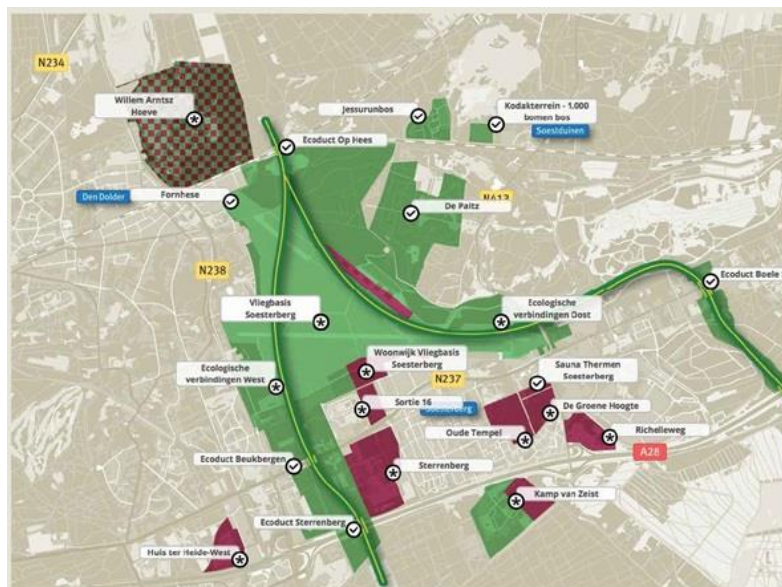 N234
Willem Arntsz
Hoeve
Jessurunbos
Kodakterrein - 1.000
bomen bos
Soestduinen
Ecoduct Op Hees
Den Dolder
Fornhese
De Paltz
N413
N238
Ecoduct Boele
Vliegbasis
Soesterberg
Ecologische
verbindingen Oost
Woonwijk Vliegbasis
Soesterberg
Ecologische
verbindingen West
N237
Sauna Thermen
Soesterberg
Sortie 16
Soesterberg
De Groene Hoogte
Oude Tempel
Richelleweg
A28
Ecoduct Beukbergen
Sterrenberg
Kamp van Zeist
Ecoduct Sterrenberg
Huis ter Heide-West